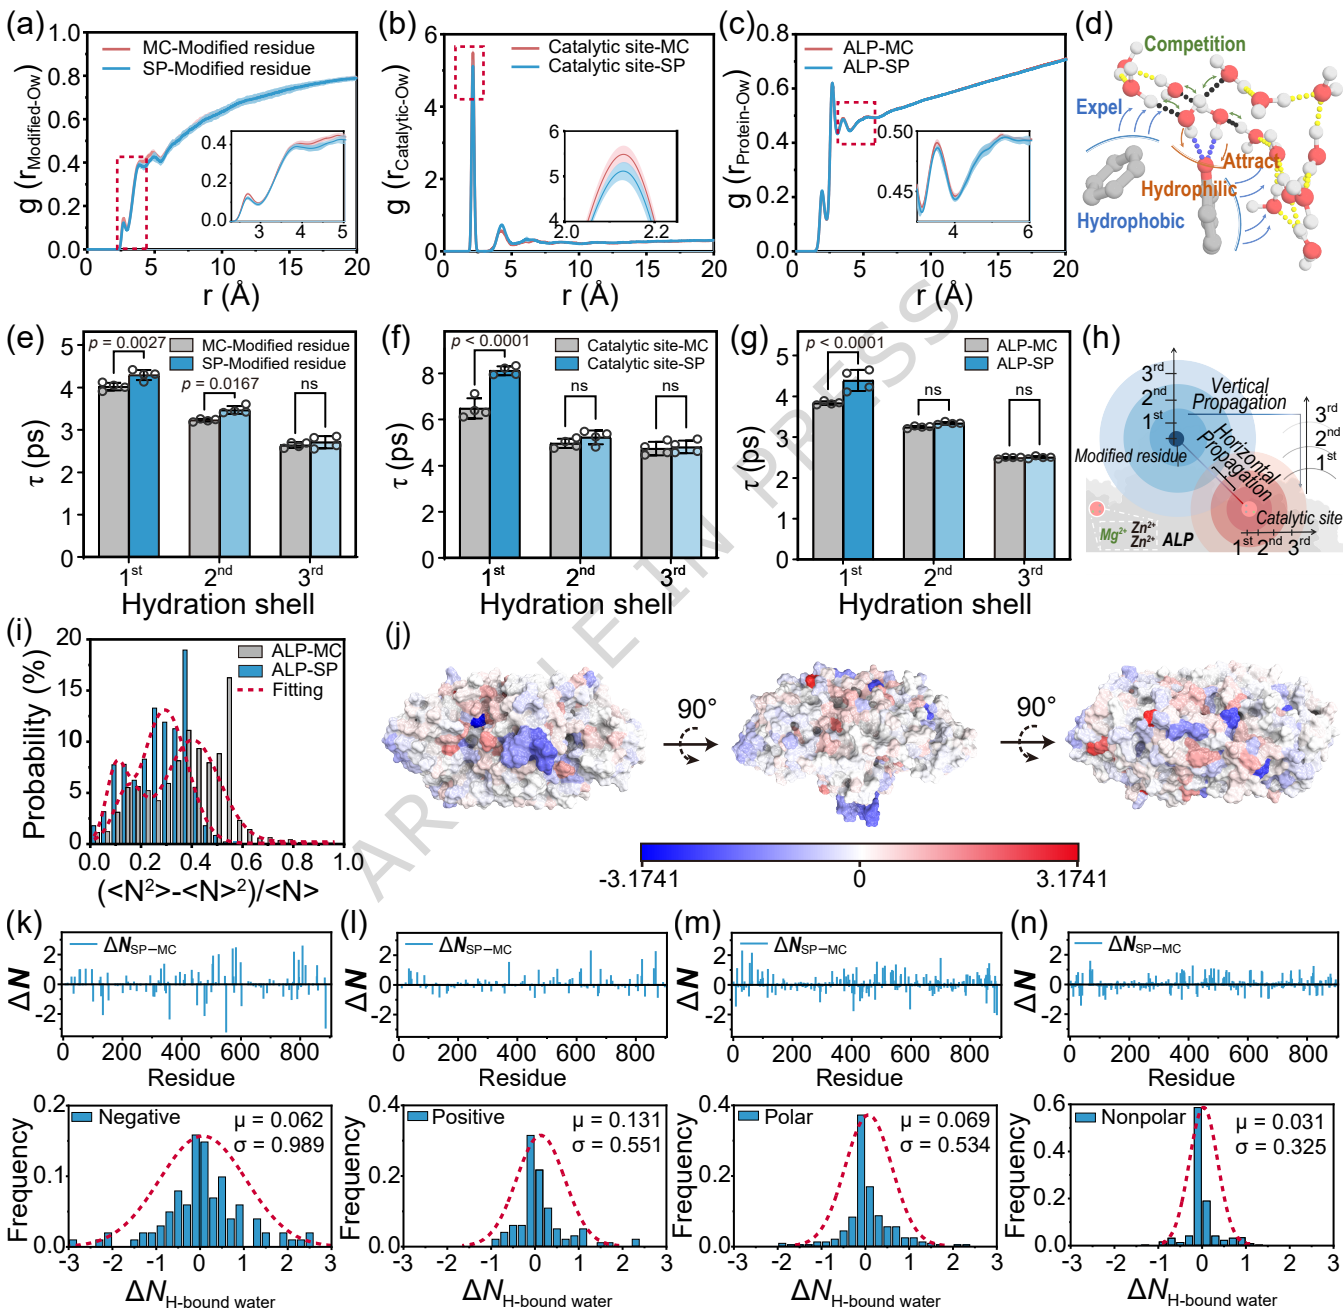 (a)
MC-Modified residue
SP-Modified residue
g (r_Modified-Ow)
1.0
0.8
0.6
0.4
0.2
0.0
0.4
0.2
0.0
3 4 5
0 5 10 15 20
r (Å)
(b)
Catalytic site-MC
Catalytic site-SP
g (r_Catalytic-Ow)
6
4
2
0
6
5
4
2.0 2.2
0 5 10 15 20
r (Å)
(c)
ALP-MC
ALP-SP
g (r_Protein-Ow)
0.8
0.6
0.4
0.2
0.0
0.50
0.45
4 6
0 5 10 15 20
r (Å)
(d)
Competition
Expel
Attract
Hydrophilic
Hydrophobic
(e)
MC-Modified residue
SP-Modified residue
p = 0.0027
p = 0.0167
ns
τ (ps)
5
4
3
2
1
0
1st 2nd 3rd
Hydration shell
(f)
Catalytic site-MC
Catalytic site-SP
p < 0.0001
ns
ns
τ (ps)
8
6
4
2
0
1st 2nd 3rd
Hydration shell
(g)
ALP-MC
ALP-SP
p < 0.0001
ns
ns
τ (ps)
5
4
3
2
1
0
1st 2nd 3rd
Hydration shell
(h)
3rd
2nd
1st
Vertical
Propagation
Horizontal
Propagation
3rd
2nd
1st
Modified residue
Catalytic site
Mg2+ Zn2+
Zn2+ ALP
1st 2nd 3rd
(i)
ALP-MC
ALP-SP
Fitting
Probability (%)
20
15
10
5
0
0.0 0.2 0.4 0.6 0.8 1.0
(<N²>-<N>²)/<N>
(j)
90°
90°
-3.1741 0 3.1741
ARTICLE IN PRESS
(k)
ΔN_SP−MC
ΔN
2
0
-2
0 200 400 600 800
Residue
Negative
μ = 0.062
σ = 0.989
Frequency
0.2
0.1
0.0
-3 -2 -1 0 1 2 3
ΔN_H-bound water
(l)
ΔN_SP−MC
ΔN
2
0
-2
0 200 400 600 800
Residue
Positive
μ = 0.131
σ = 0.551
Frequency
0.4
0.2
0.0
-3 -2 -1 0 1 2 3
ΔN_H-bound water
(m)
ΔN_SP−MC
ΔN
2
0
-2
0 200 400 600 800
Residue
Polar
μ = 0.069
σ = 0.534
Frequency
0.4
0.2
0.0
-3 -2 -1 0 1 2 3
ΔN_H-bound water
(n)
ΔN_SP−MC
ΔN
2
0
-2
0 200 400 600 800
Residue
Nonpolar
μ = 0.031
σ = 0.325
Frequency
0.6
0.4
0.2
0.0
-3 -2 -1 0 1 2 3
ΔN_H-bound water